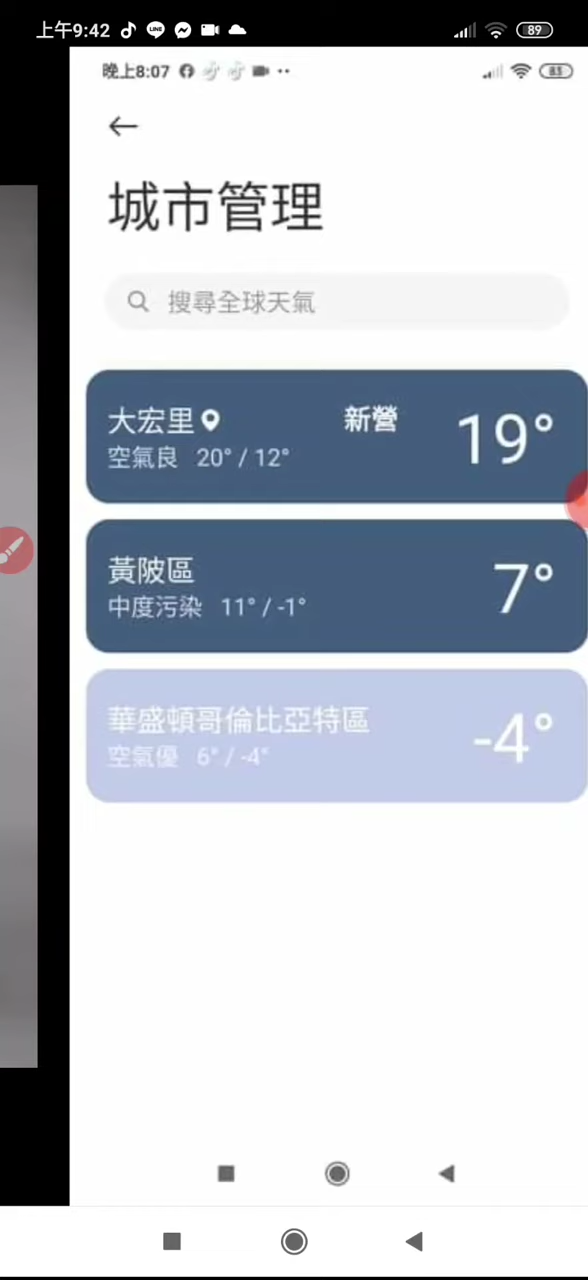 上午9:42
89
晚上8:07
83
城市管理
搜尋全球天氣
大宏里 新營 19°
空氣良 20° / 12°
黃陂區 7°
中度污染 11° / -1°
華盛頓哥倫比亞特區 -4°
空氣優 6° / -4°